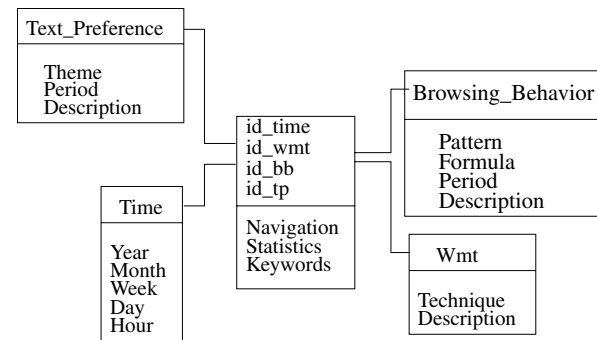 Text_Preference
Theme
Period
Description
id_time
id_wmt
id_bb
id_tp
Navigation
Statistics
Keywords
Browsing_Behavior
Pattern
Formula
Period
Description
Time
Year
Month
Week
Day
Hour
Wmt
Technique
Description